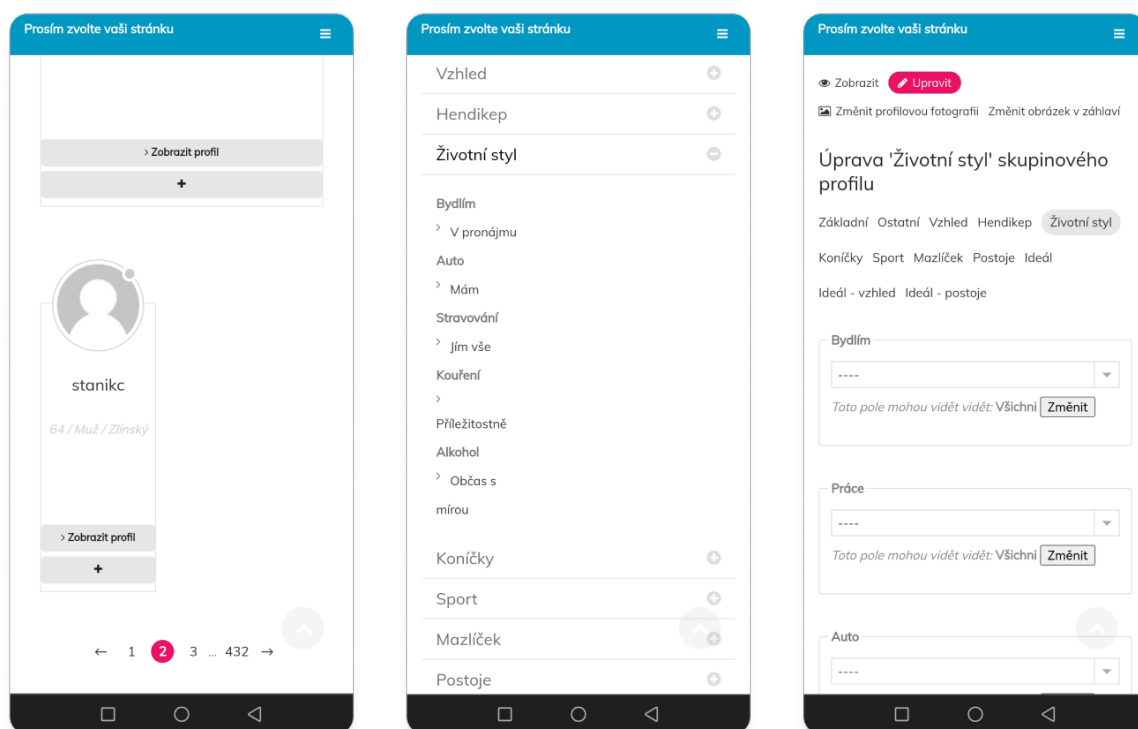 Prosím zvolte vaši stránku
> Zobrazit profil
+
stanikc
64 / Muž / Zlínský
> Zobrazit profil
+
← 1 2 3 ... 432 →
Prosím zvolte vaši stránku
Vzhled
Hendikep
Životní styl
Bydlím
> V pronájmu
Auto
> Mám
Stravování
> Jím vše
Kouření
>
Příležitostně
Alkohol
> Občas s
mírou
Koníčky
Sport
Mazlíček
Postoje
Prosím zvolte vaši stránku
Zobrazit Upravit
Změnit profilovou fotografii Změnit obrázek v záhlaví
Úprava 'Životní styl' skupinového
profilu
Základní Ostatní Vzhled Hendikep Životní styl
Koníčky Sport Mazlíček Postoje Ideál
Ideál - vzhled Ideál - postoje
Bydlím
----
Toto pole mohou vidět vidět: Všichni Změnit
Práce
----
Toto pole mohou vidět vidět: Všichni Změnit
Auto
----